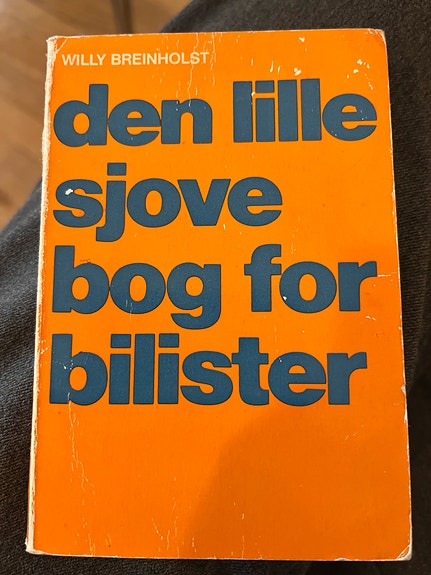 WILLY BREINHOLST
den lille
sjove
bog for
bilister